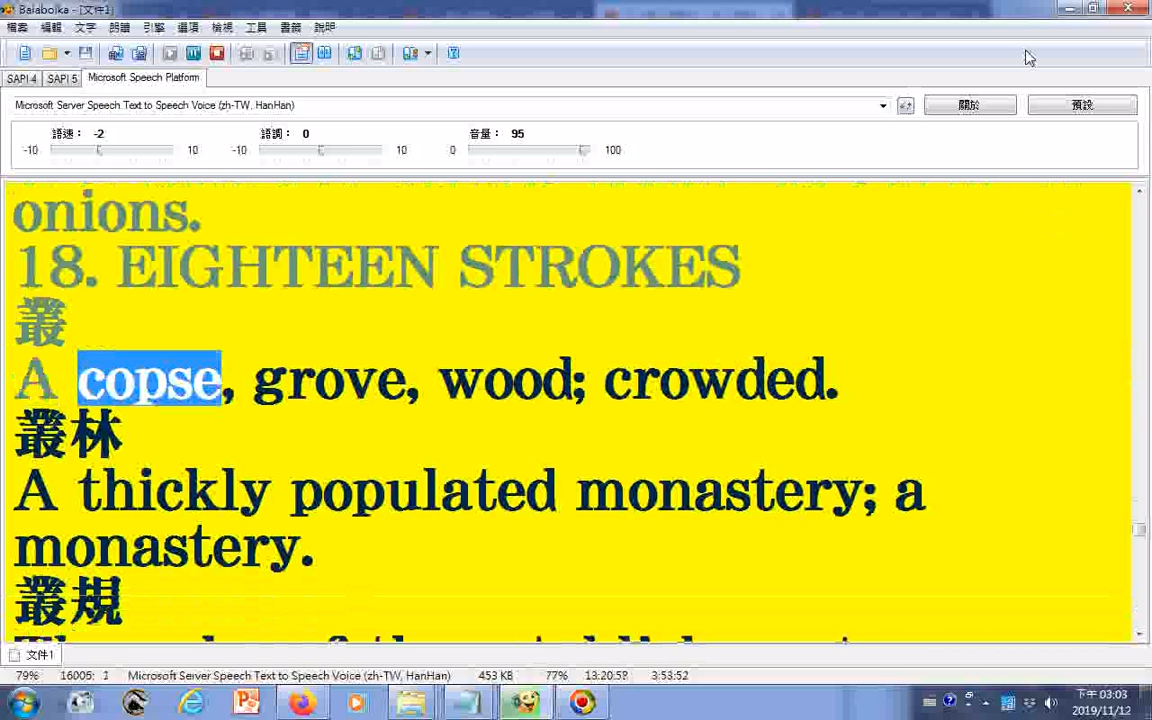 Balabolka - [文件1]
檔案 編輯 文字 朗讀 引擎 選項 檢視 工具 書籤 說明
SAPI 4 SAPI 5 Microsoft Speech Platform
Microsoft Server Speech Text to Speech Voice (zh-TW, HanHan) 關於 預設
語速： -2 語調： 0 音量： 95
-10 10 -10 10 0 100
onions.
18. EIGHTEEN STROKES
叢
A copse, grove, wood; crowded.
叢林
A thickly populated monastery; a
monastery.
叢規
文件1
79% 16005: 1 Microsoft Server Speech Text to Speech Voice (zh-TW, HanHan) 453 KB 77% 13:20:58 3:53:52
下午 03:03
2019/11/12